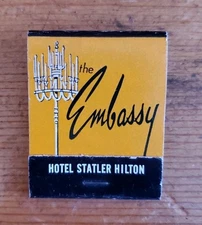 the
Embassy
HOTEL STATLER HILTON